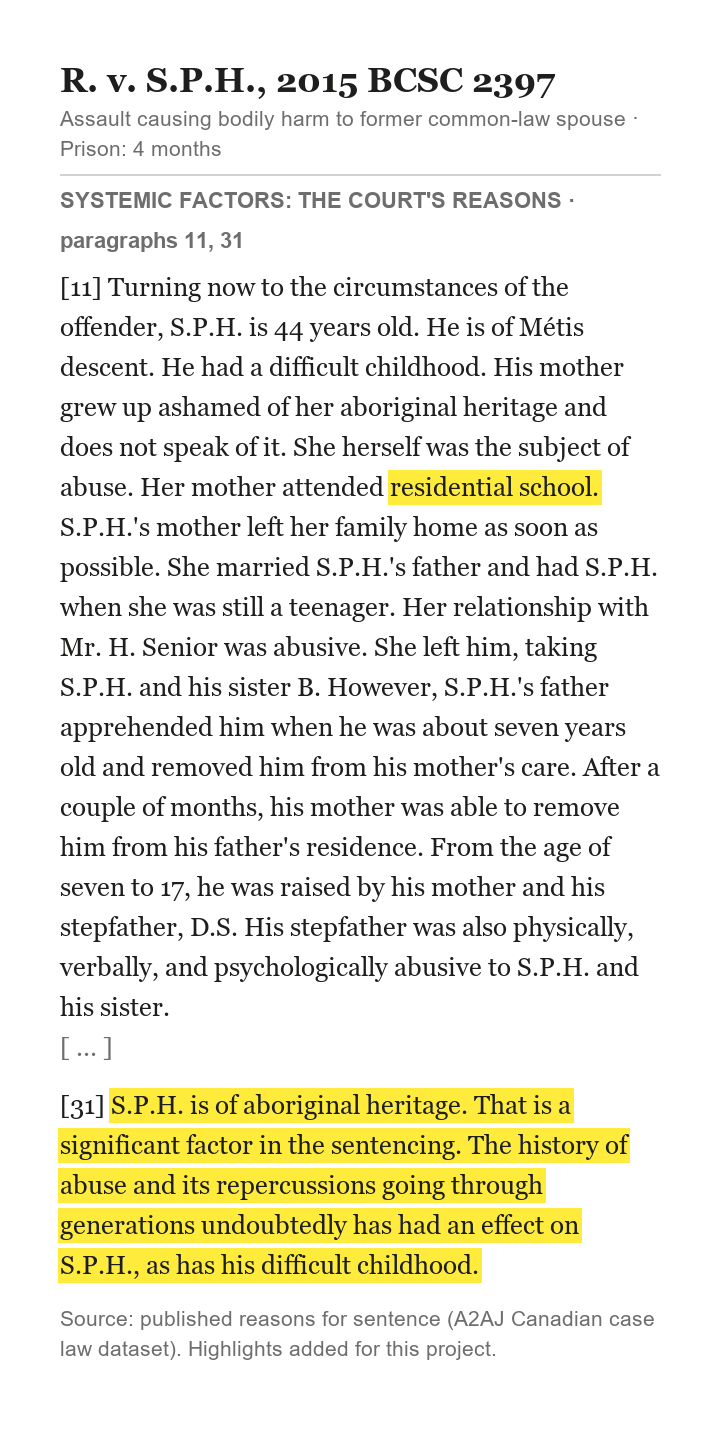 R. v. S.P.H., 2015 BCSC 2397
Assault causing bodily harm to former common-law spouse ·
Prison: 4 months
SYSTEMIC FACTORS: THE COURT'S REASONS ·
paragraphs 11, 31
[11] Turning now to the circumstances of the
offender, S.P.H. is 44 years old. He is of Métis
descent. He had a difficult childhood. His mother
grew up ashamed of her aboriginal heritage and
does not speak of it. She herself was the subject of
abuse. Her mother attended residential school.
S.P.H.'s mother left her family home as soon as
possible. She married S.P.H.'s father and had S.P.H.
when she was still a teenager. Her relationship with
Mr. H. Senior was abusive. She left him, taking
S.P.H. and his sister B. However, S.P.H.'s father
apprehended him when he was about seven years
old and removed him from his mother's care. After a
couple of months, his mother was able to remove
him from his father's residence. From the age of
seven to 17, he was raised by his mother and his
stepfather, D.S. His stepfather was also physically,
verbally, and psychologically abusive to S.P.H. and
his sister.
[ ... ]
[31] S.P.H. is of aboriginal heritage. That is a
significant factor in the sentencing. The history of
abuse and its repercussions going through
generations undoubtedly has had an effect on
S.P.H., as has his difficult childhood.
Source: published reasons for sentence (A2AJ Canadian case
law dataset). Highlights added for this project.